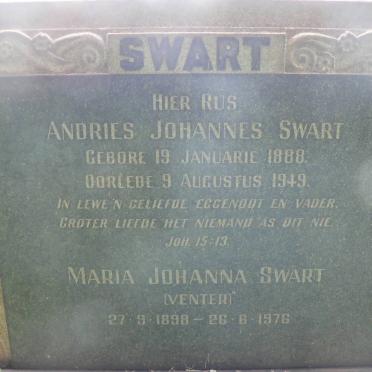 SWART
HIER RUS
ANDRIES JOHANNES SWART
GEBORE 19 JANUARIE 1888.
OORLEDE 9 AUGUSTUS 1949.
IN LEWE 'N GELIEFDE EGGENOOT EN VADER.
GROTER LIEFDE HET NIEMAND AS DIT NIE.
JOH. 15:13.
MARIA JOHANNA SWART
(VENTER)
27·9·1898 – 26·6·1976